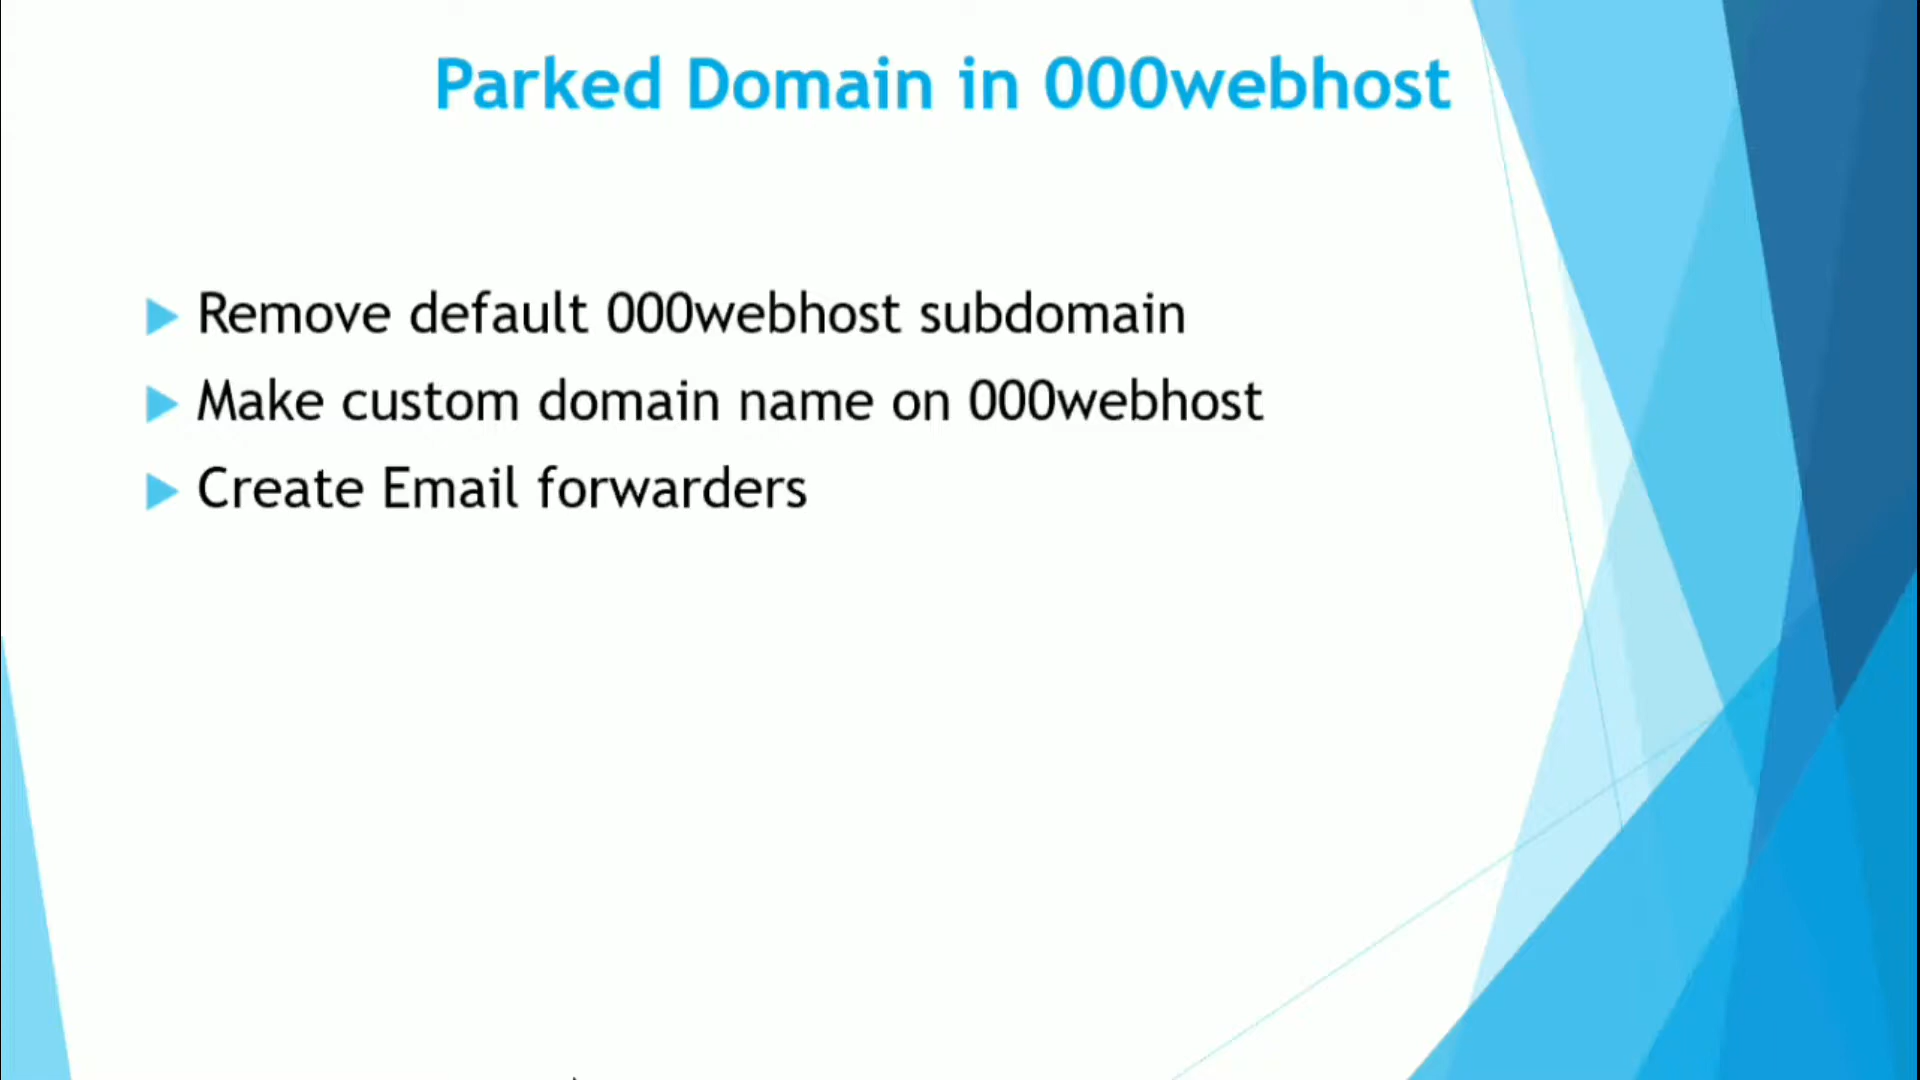 Parked Domain in 000webhost
Remove default 000webhost subdomain
Make custom domain name on 000webhost
Create Email forwarders